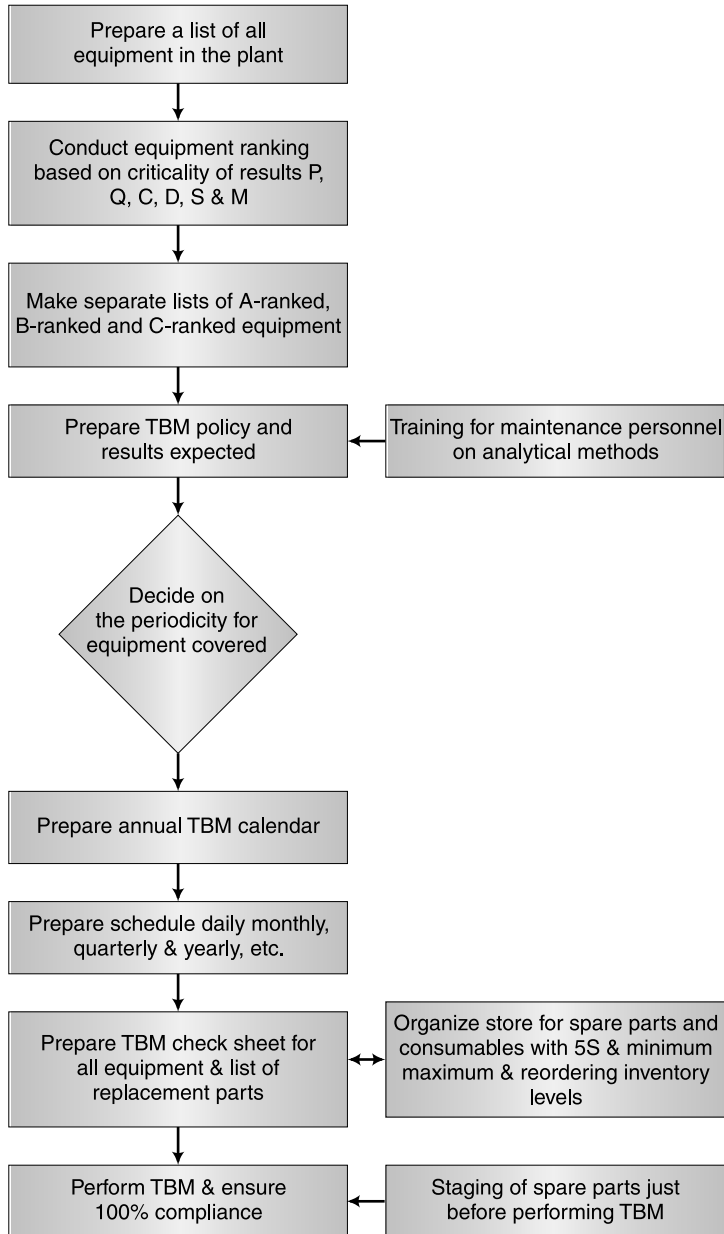 Prepare a list of all
equipment in the plant
Conduct equipment ranking
based on criticality of results P,
Q, C, D, S & M
Make separate lists of A-ranked,
B-ranked and C-ranked equipment
Prepare TBM policy and
results expected
Training for maintenance personnel
on analytical methods
Decide on
the periodicity for
equipment covered
Prepare annual TBM calendar
Prepare schedule daily monthly,
quarterly & yearly, etc.
Prepare TBM check sheet for
all equipment & list of
replacement parts
Organize store for spare parts and
consumables with 5S & minimum
maximum & reordering inventory
levels
Perform TBM & ensure
100% compliance
Staging of spare parts just
before performing TBM